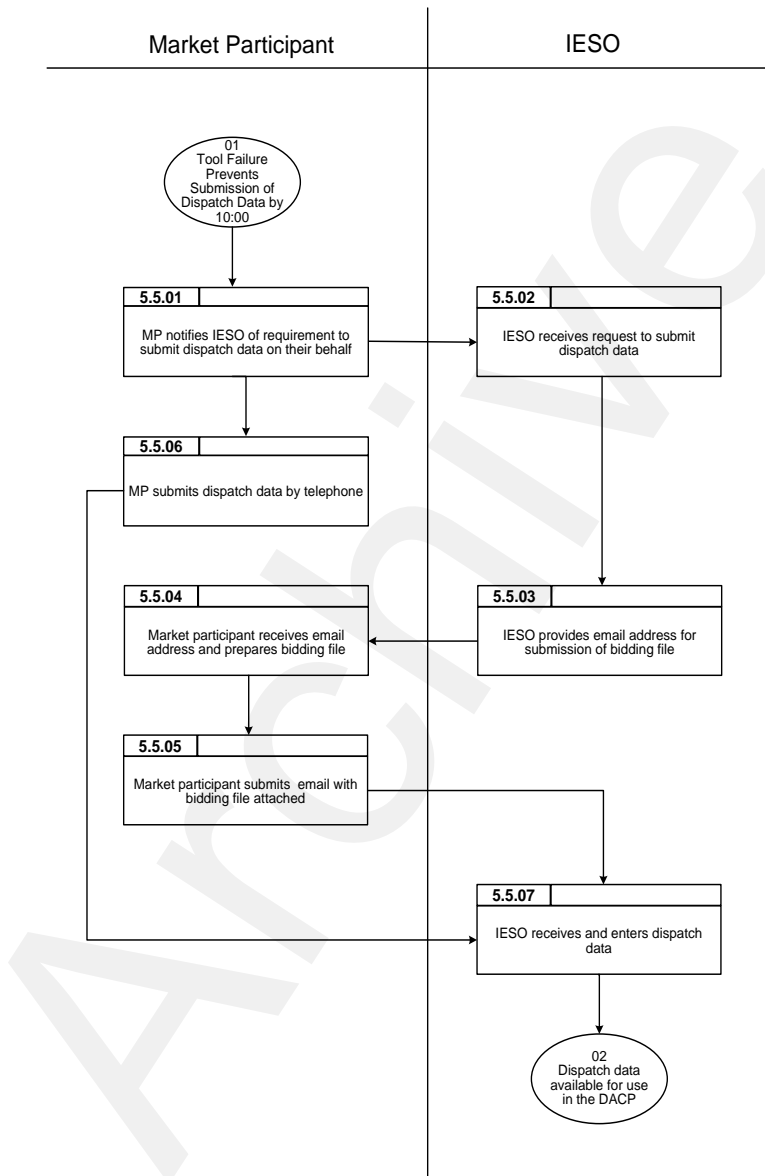 Market Participant
IESO
01
Tool Failure
Prevents
Submission of
Dispatch Data by
10:00
5.5.01
MP notifies IESO of requirement to
submit dispatch data on their behalf
5.5.02
IESO receives request to submit
dispatch data
5.5.06
MP submits dispatch data by telephone
5.5.04
Market participant receives email
address and prepares bidding file
5.5.03
IESO provides email address for
submission of bidding file
5.5.05
Market participant submits email with
bidding file attached
5.5.07
IESO receives and enters dispatch
data
02
Dispatch data
available for use
in the DACP
Archive